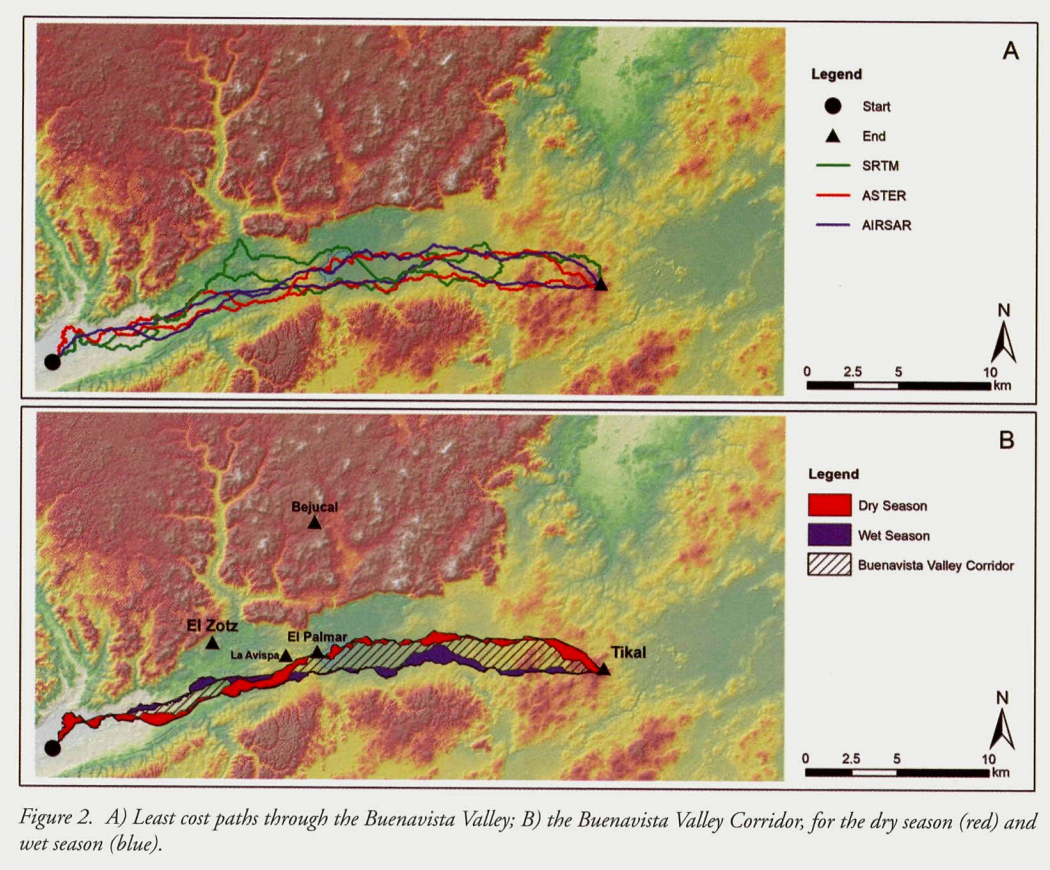 A
Legend
Start
End
SRTM
ASTER
AIRSAR
N
0 2.5 5 10
km
B
Legend
Dry Season
Wet Season
Buenavista Valley Corridor
Bejucal
El Zotz
El Palmar
La Avispa
Tikal
N
0 2.5 5 10
km
Figure 2. A) Least cost paths through the Buenavista Valley; B) the Buenavista Valley Corridor, for the dry season (red) and
wet season (blue).